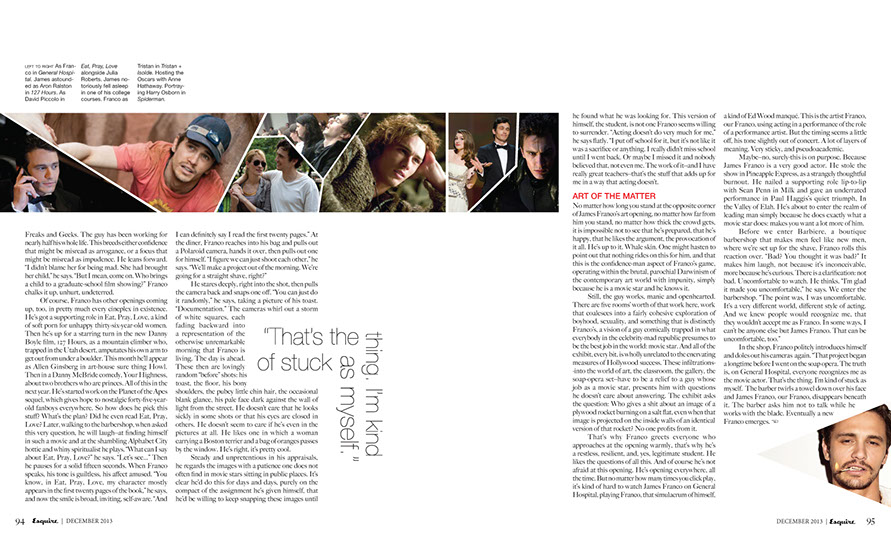 LEFT TO RIGHT As Fran-
co in General Hospi-
tal. James astound-
ed as Aron Ralston
in 127 Hours. As
David Piccolo in
Eat, Pray, Love
alongside Julia
Roberts, James no-
toriously fell asleep
in one of his college
courses. Franco as
Tristan in Tristan +
Isolde. Hosting the
Oscars with Anne
Hathaway. Portray-
ing Harry Osborn in
Spiderman.
Freaks and Geeks. The guy has been working for
nearly half his whole life. This breeds either confidence
that might be misread as arrogance, or a focus that
might be misread as impudence. He leans forward.
"I didn't blame her for being mad. She had brought
her child," he says. "But I mean, come on. Who brings
a child to a graduate-school film showing?" Franco
chalks it up, unhurt, undeterred.
Of course, Franco has other openings coming
up, too, in pretty much every cineplex in existence.
He's got a supporting role in Eat, Pray, Love, a kind
of soft porn for unhappy thirty-six-year-old women.
Then he's up for a starring turn in the new Danny
Boyle film, 127 Hours, as a mountain climber who,
trapped in the Utah desert, amputates his own arm to
get out from under a boulder. This month he'll appear
as Allen Ginsberg in art-house sure thing Howl.
Then in a Danny McBride comedy, Your Highness,
about two brothers who are princes. All of this in the
next year. He's started work on the Planet of the Apes
sequel, which gives hope to nostalgic forty-five-year-
old fanboys everywhere. So how does he pick this
stuff? What's the plan? Did he even read Eat, Pray,
Love? Later, walking to the barbershop, when asked
this very question, he will laugh–at finding himself
in such a movie and at the shambling Alphabet City
hottie and whiny spiritualist he plays. "What can I say
about Eat, Pray, Love?" he says. "Let's see..." Then
he pauses for a solid fifteen seconds. When Franco
speaks, his tone is guiltless, his affect amused. "You
know, in Eat, Pray, Love, my character mostly
appears in the first twenty pages of the book," he says,
and now the smile is broad, inviting, self-aware. "And
I can definitely say I read the first twenty pages." At
the diner, Franco reaches into his bag and pulls out
a Polaroid camera, hands it over, then pulls out one
for himself. "I figure we can just shoot each other," he
says. "We'll make a project out of the morning. We're
going for a straight shave, right?"
He stares deeply, right into the shot, then pulls
the camera back and snaps one off. "You can just do
it randomly," he says, taking a picture of his toast.
"Documentation." The cameras whirl out a storm
of white squares, each
fading backward into
a representation of the
otherwise unremarkable
morning that Franco is
living. The day is ahead.
These then are lovingly
random "before" shots: his
toast, the floor, his bony
shoulders, the pubsy little chin hair, the occasional
blank glance, his pale face dark against the wall of
light from the street. He doesn't care that he looks
sickly in some shots or that his eyes are closed in
others. He doesn't seem to care if he's even in the
pictures at all. He likes one in which a woman
carrying a Boston terrier and a bag of oranges passes
by the window. He's right, it's pretty cool.
Steady and unpretentious in his appraisals,
he regards the images with a patience one does not
often find in movie stars sitting in public places. It's
clear he'd do this for days and days, purely on the
compact of the assignment he's given himself, that
he'd be willing to keep snapping these images until
"That's the
of stuck
thing, I'm kind
as myself,"
he found what he was looking for. This version of
himself, the student, is not one Franco seems willing
to surrender. "Acting doesn't do very much for me,"
he says flatly. "I put off school for it, but it's not like it
was a sacrifice or anything. I really didn't miss school
until I went back. Or maybe I missed it and nobody
believed that, not even me. The work of it–and I have
really great teachers–that's the stuff that adds up for
me in a way that acting doesn't.
ART OF THE MATTER
No matter how long you stand at the opposite corner
of James Franco's art opening, no matter how far from
him you stand, no matter how thick the crowd gets,
it is impossible not to see that he's prepared, that he's
happy, that he likes the argument, the provocation of
it all. He's up to it. Whale skin. One might hasten to
point out that nothing rides on this for him, and that
this is the confidence-man aspect of Franco's game,
operating within the brutal, parochial Darwinism of
the contemporary art world with impunity, simply
because he is a movie star and he knows it.
Still, the guy works, manic and openhearted.
There are five rooms' worth of that work here, work
that coalesces into a fairly cohesive exploration of
boyhood, sexuality, and something that is distinctly
Franco's, a vision of a guy comically trapped in what
everybody in the celebrity-mad republic presumes to
be the best job in the world: movie star. And all of the
exhibit, every bit, is wholly unrelated to the enervating
measures of Hollywood success. These infiltrations
-into the world of art, the classroom, the gallery, the
soap-opera set–have to be a relief to a guy whose
job as a movie star, presents him with questions
he doesn't care about answering. The exhibit asks
the question: Who gives a shit about an image of a
plywood rocket burning on a salt flat, even when that
image is projected on the inside walls of an identical
version of that rocket? No one profits from it.
That's why Franco greets everyone who
approaches at the opening warmly, that's why he's
a restless, resilient, and, yes, legitimate student. He
likes the questions of all this. And of course he's not
afraid at this opening. He's opening everywhere, all
the time. But no matter how many times you click play,
it's kind of hard to watch James Franco on General
Hospital, playing Franco, that simulacrum of himself,
a kind of Ed Wood manqué. This is the artist Franco,
our Franco, using acting in a performance of the role
of a performance artist. But the timing seems a little
off, his tone slightly out of concert. A lot of layers of
meaning. Very sticky, and pseudoacademic.
Maybe–no, surely this is on purpose. Because
James Franco is a very good actor. He stole the
show in Pineapple Express, as a strangely thoughtful
burnout. He nailed a supporting role lip-to-lip
with Sean Penn in Milk and gave an underrated
performance in Paul Haggis's quiet triumph, In
the Valley of Elah. He's about to enter the realm of
leading man simply because he does exactly what a
movie star does: makes you want a lot more of him.
Before we enter Barbiere, a boutique
barbershop that makes men feel like new men,
where we're set up for the shave, Franco rolls this
reaction over. "Bad? You thought it was bad?" It
makes him laugh, not because it's inconceivable,
more because he's curious. There is a clarification: not
bad. Uncomfortable to watch. He thinks. "I'm glad
it made you uncomfortable," he says. We enter the
barbershop. "The point was, I was uncomfortable.
It's a very different world, different style of acting.
And we knew people would recognize me, that
they wouldn't accept me as Franco. In some ways, I
can't be anyone else but James Franco. That can be
uncomfortable, too."
In the shop, Franco politely introduces himself
and doles out his cameras again. "That project began
a longtime before I went on the soap opera. The truth
is, on General Hospital, everyone recognizes me as
the movie actor. That's the thing. I'm kind of stuck as
myself. The barber twirls a towel down over his face
and James Franco, our Franco, disappears beneath
it. The barber asks him not to talk while he
works with the blade. Eventually a new
Franco emerges.
94 Esquire | DECEMBER 2013
DECEMBER 2013 | Esquire 95